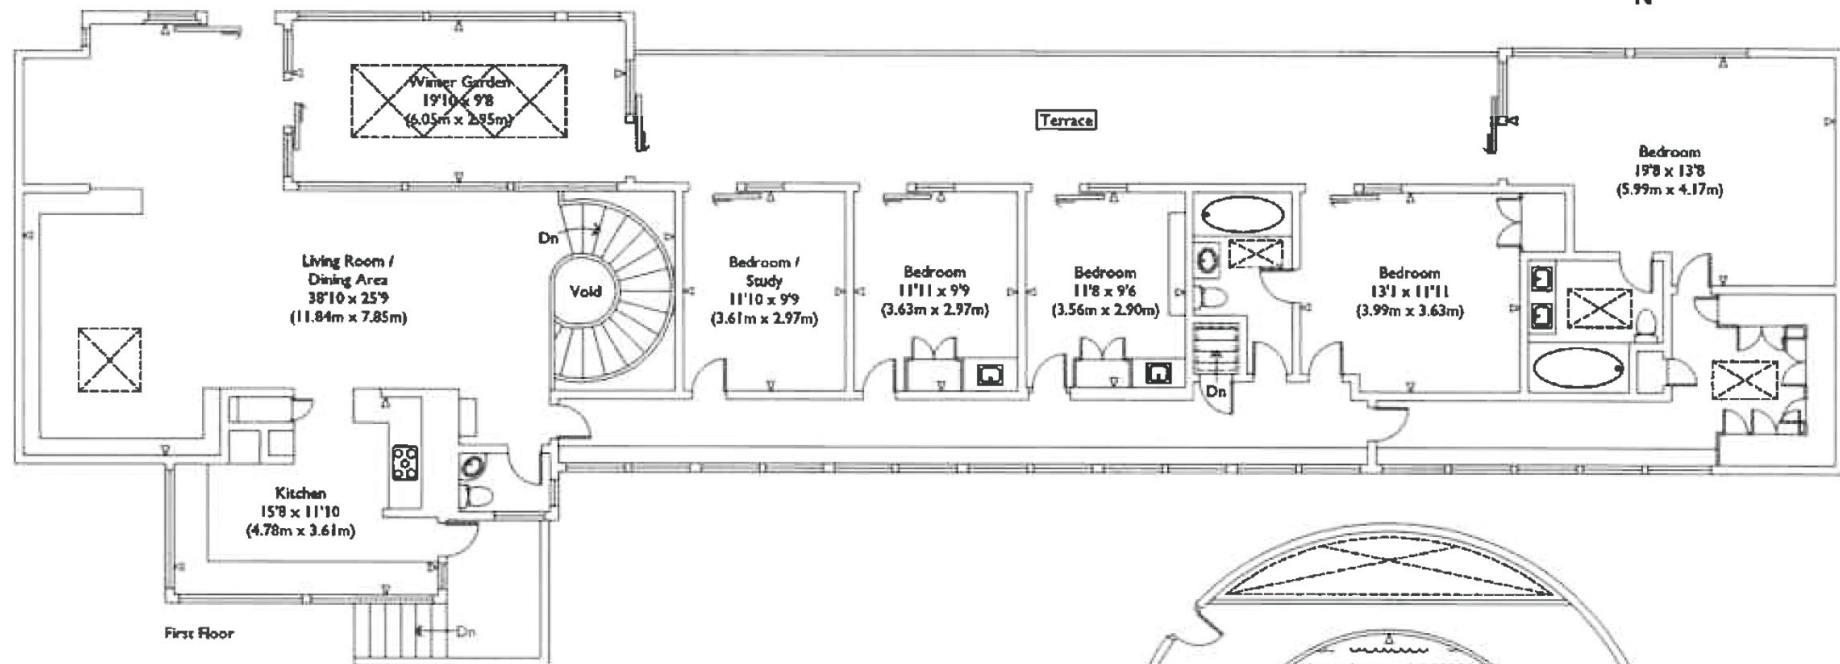 N
Winter Garden
19'10 x 9'8
(6.05m x 2.95m)
Terrace
Bedroom
19'8 x 13'8
(5.99m x 4.17m)
Dn
Void
Living Room /
Dining Area
38'10 x 25'9
(11.84m x 7.85m)
Bedroom /
Study
11'10 x 9'9
(3.61m x 2.97m)
Bedroom
11'11 x 9'9
(3.63m x 2.97m)
Bedroom
11'8 x 9'6
(3.56m x 2.90m)
Bedroom
13'1 x 11'11
(3.99m x 3.63m)
Dn
Kitchen
15'8 x 11'10
(4.78m x 3.61m)
First Floor
Dn